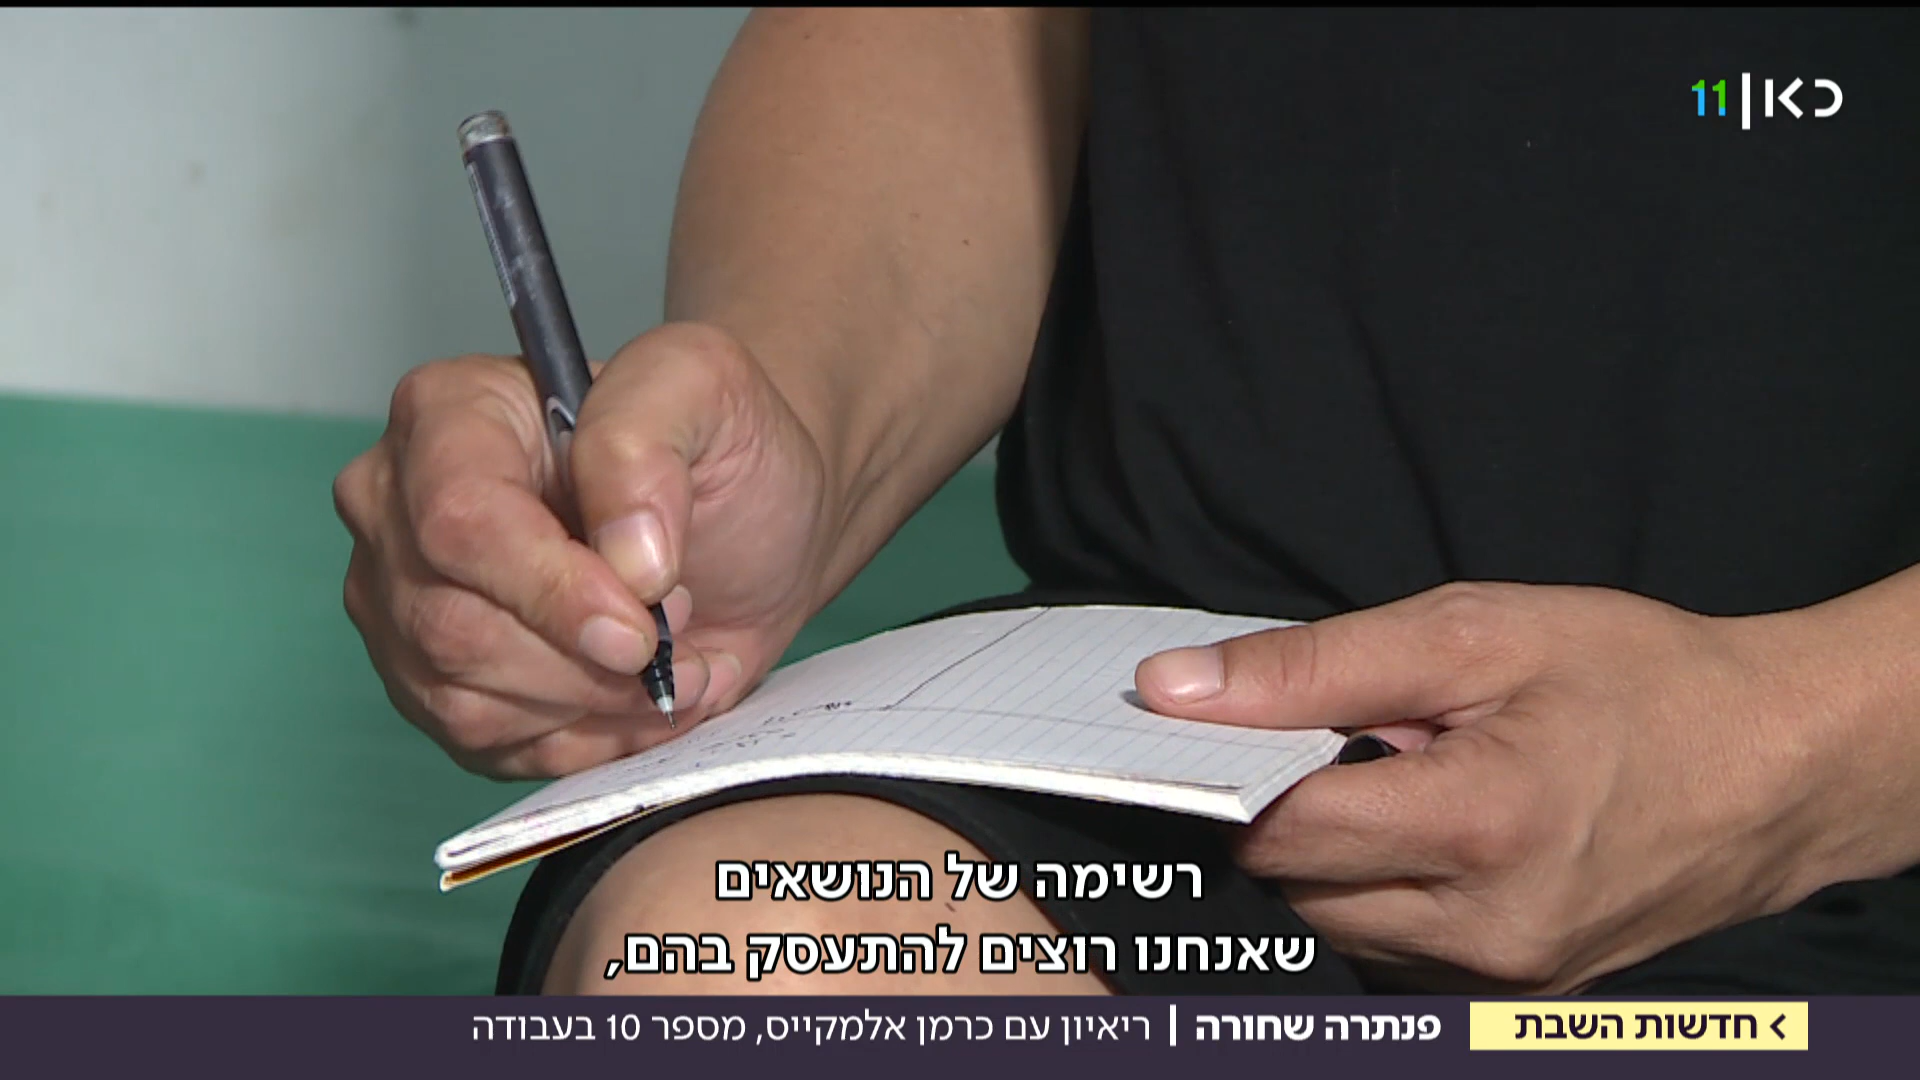 כאן|11
רשימה של הנושאים
שאנחנו רוצים להתעסק בהם,
חדשות השבת
פנתרה שחורה | ריאיון עם כרמן אלמקייס, מספר 10 בעבודה